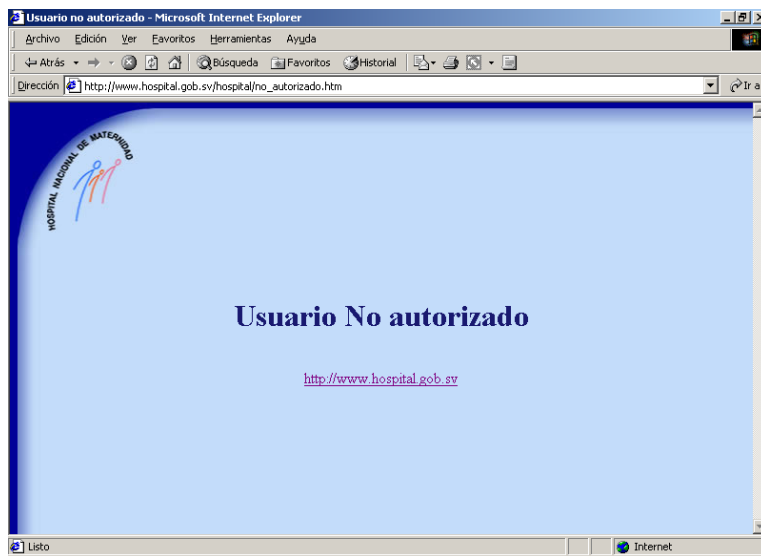 Usuario no autorizado - Microsoft Internet Explorer
Archivo Edición Ver Favoritos Herramientas Ayuda
Atrás Búsqueda Favoritos Historial
Dirección http://www.hospital.gob.sv/hospital/no_autorizado.htm Ir a
HOSPITAL NACIONAL DE MATERNIDAD
Usuario No autorizado
http://www.hospital.gob.sv
Listo Internet